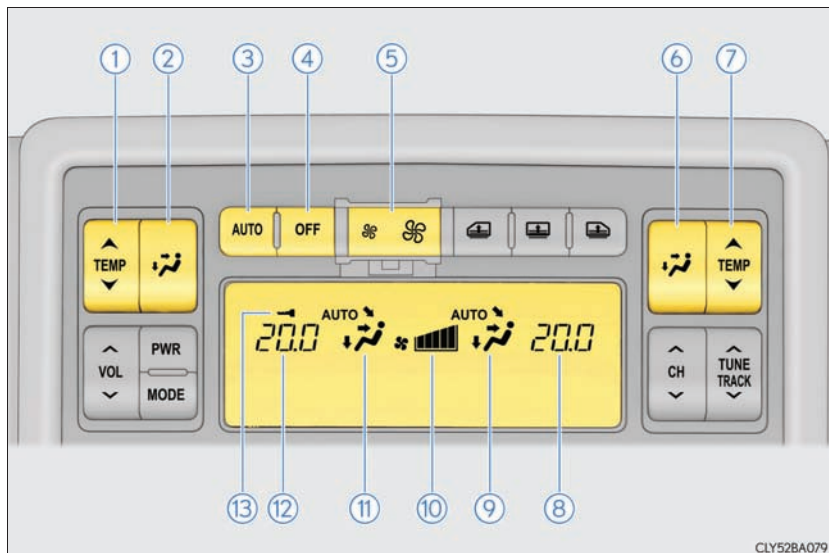 1 2 3 4 5 6 7
AUTO OFF
TEMP TEMP
AUTO AUTO
20.0 20.0
VOL PWR MODE CH TUNE TRACK
13 12 11 10 9 8
CLY52BA079